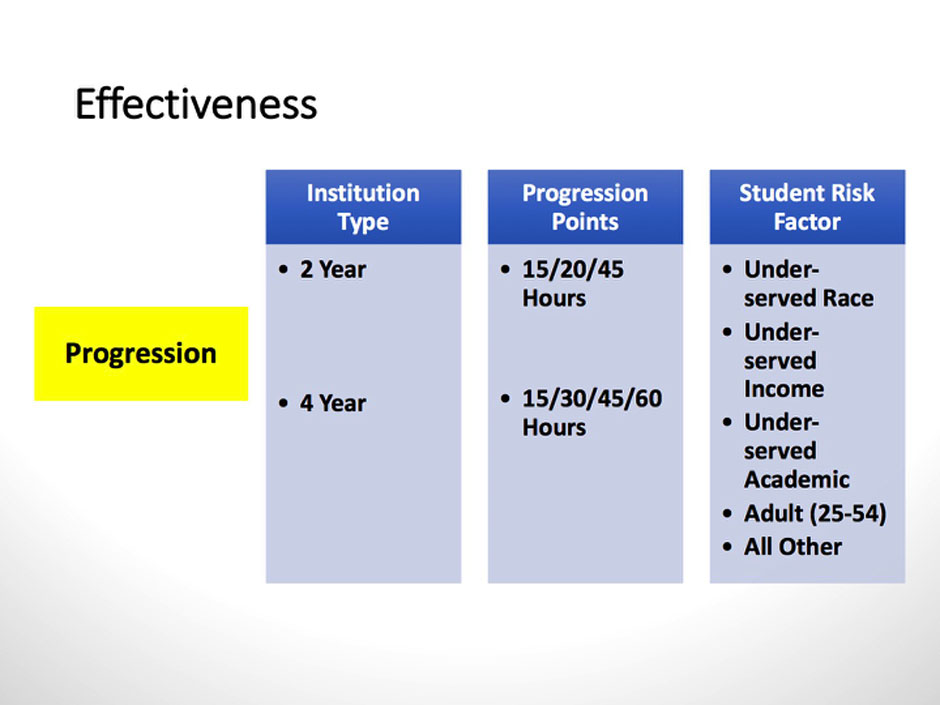 Effectiveness
Progression
Institution
Type
• 2 Year
• 4 Year
Progression
Points
• 15/20/45
Hours
• 15/30/45/60
Hours
Student Risk
Factor
• Under-
served Race
• Under-
served
Income
• Under-
served
Academic
• Adult (25-54)
• All Other